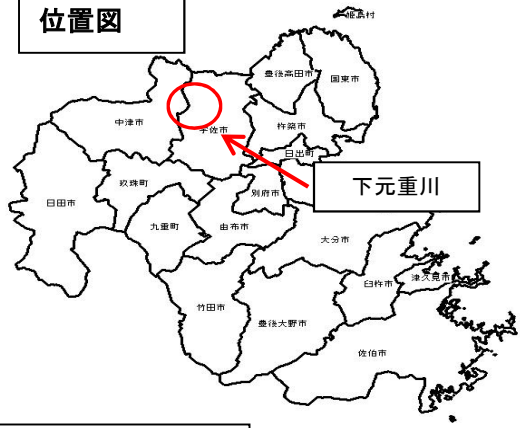 位置図
姫島村
豊後高田市
国東市
中津市
宇佐市
杵築市
日出町
玖珠町
別府市
下元重川
日田市
九重町
由布市
大分市
津久見市
臼杵市
竹田市
豊後大野市
佐伯市